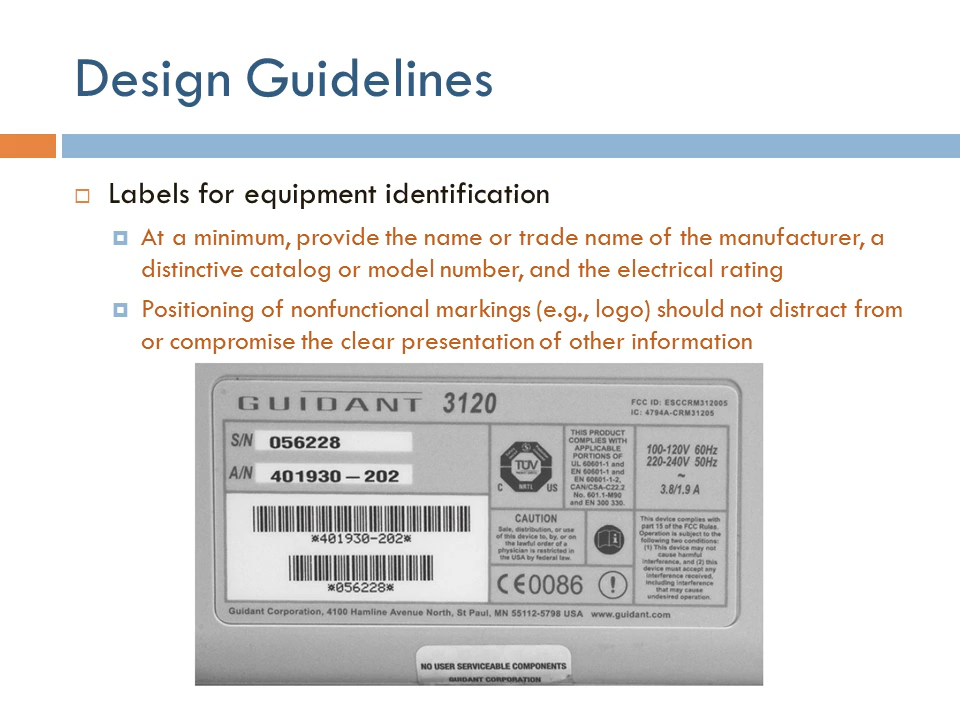 Design Guidelines
Labels for equipment identification
At a minimum, provide the name or trade name of the manufacturer, a
distinctive catalog or model number, and the electrical rating
Positioning of nonfunctional markings (e.g., logo) should not distract from
or compromise the clear presentation of other information
GUIDANT 3120
FCC ID: ESCCRM312005
IC: 4794A-CRM31205
S/N 056228
A/N 401930-202
*401930-202*
*056228*
TÜV
C NRTL US
THIS PRODUCT
COMPLIES WITH
APPLICABLE
PORTIONS OF
UL 60601-1 and
EN 60601-1 and
EN 60601-1-2,
CAN/CSA-C22.2
No. 601.1-M90
and EN 300 330.
100-120V 60Hz
220-240V 50Hz
~
3.8/1.9 A
CAUTION
Sale, distribution, or use
of this device to, by, or on
the lawful order of a
physician is restricted in
the USA by federal law.
CE0086
This device complies with
part 15 of the FCC Rules.
Operation is subject to the
following two conditions:
(1) This device may not
cause harmful
interference, and (2) this
device must accept any
interference received,
including interference
that may cause
undesired operation.
Guidant Corporation, 4100 Hamline Avenue North, St Paul, MN 55112-5798 USA www.guidant.com
NO USER SERVICEABLE COMPONENTS
GUIDANT CORPORATION